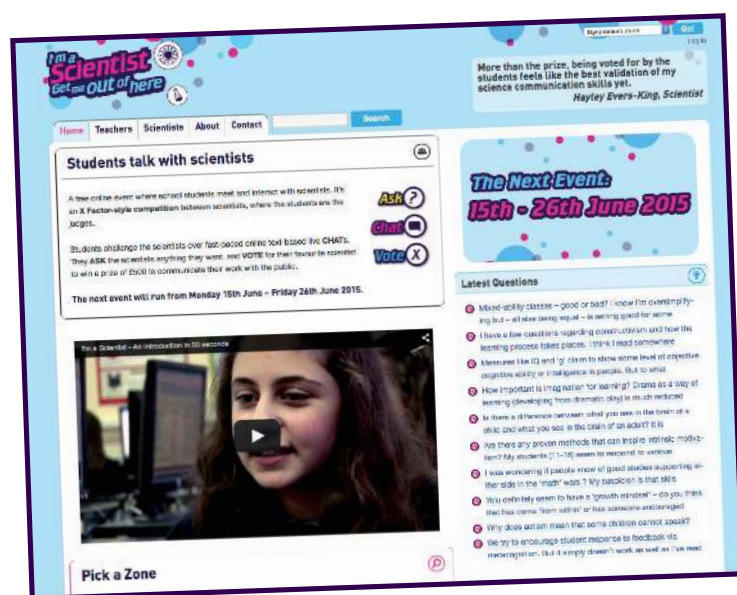 I'm a
Scientist
Get me OUT of
here
Log in
More than the prize, being voted for by the
students feels like the best validation of my
science communication skills yet.
Hayley Evers-King, Scientist
Home Teachers Scientists About Contact Search
Students talk with scientists
A free online event where school students meet and interact with scientists. It's
an X Factor-style competition between scientists, where the students are the
judges.
Students challenge the scientists over fast-paced online text-based live CHATs.
They ASK the scientists anything they want, and VOTE for their favourite scientist
to win a prize of £500 to communicate their work with the public.
The next event will run from Monday 15th June – Friday 26th June 2015.
Ask ?
Chat
Vote X
The Next Event:
15th - 26th June 2015
Latest Questions
Mixed-ability classes – good or bad? I know I'm oversimplify-
ing but – all else being equal – is setting good for some
I have a few questions regarding constructivism and how the
learning process takes places. I think I read somewhere
Measures like IQ and 'g' claim to show some level of objective
cognitive ability or intelligence in people. But to what
How important is imagination for learning? Drama as a way of
learning (developing from dramatic play) is much reduced
Is there a difference between what you see in the brain of a
child and what you see in the brain of an adult? It is
Are there any proven methods that can inspire intrinsic motiva-
tion? My students (11-18) seem to respond to various
I was wondering if people know of good studies supporting ei-
ther side in the 'math' wars ? My suspicion is that skills
You definitely seem to have a 'growth mindset' – do you think
that has come 'from within' or has someone encouraged
Why does autism mean that some children cannot speak?
We try to encourage student response to feedback via
metacognition. But it simply doesn't work as well as I've read
I'm a Scientist - An introduction in 60 seconds
Pick a Zone